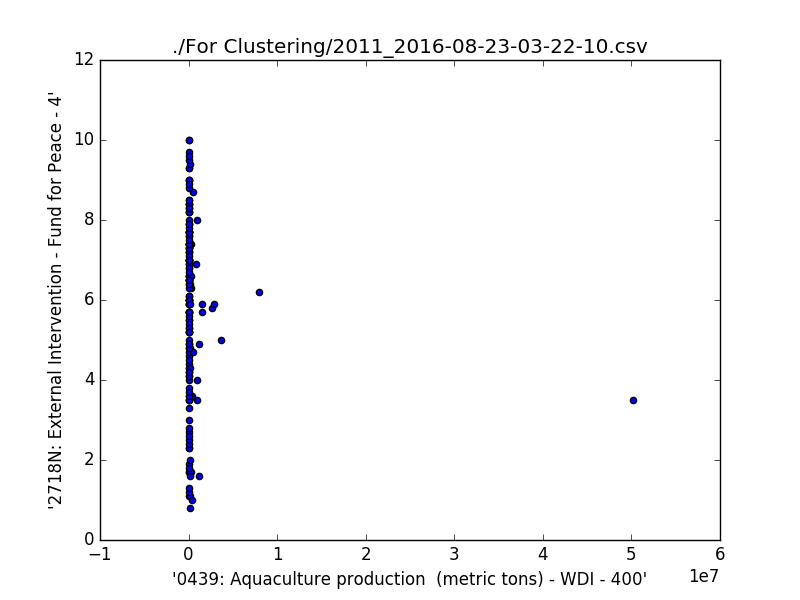 ./For Clustering/2011_2016-08-23-03-22-10.csv
12
10
8
6
4
2
0
'2718N: External Intervention - Fund for Peace - 4'
−1 0 1 2 3 4 5 6
1e7
'0439: Aquaculture production  (metric tons) - WDI - 400'